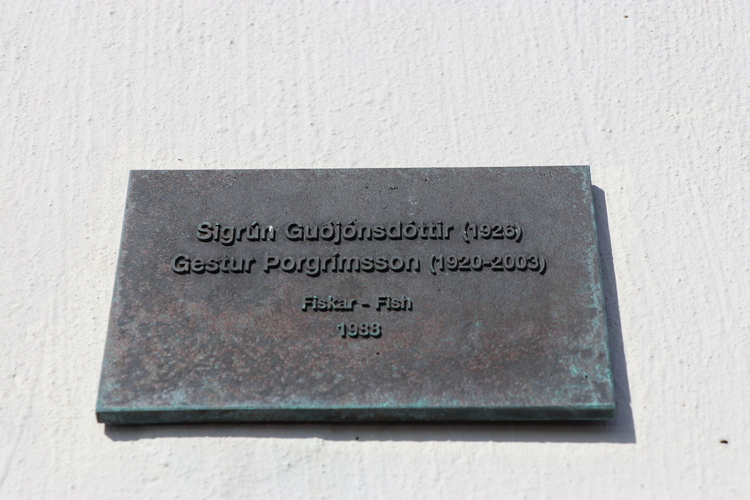 Sigrún Guðjónsdóttir (1926)
Gestur Þorgrímsson (1920-2003)
Fiskar - Fish
1988